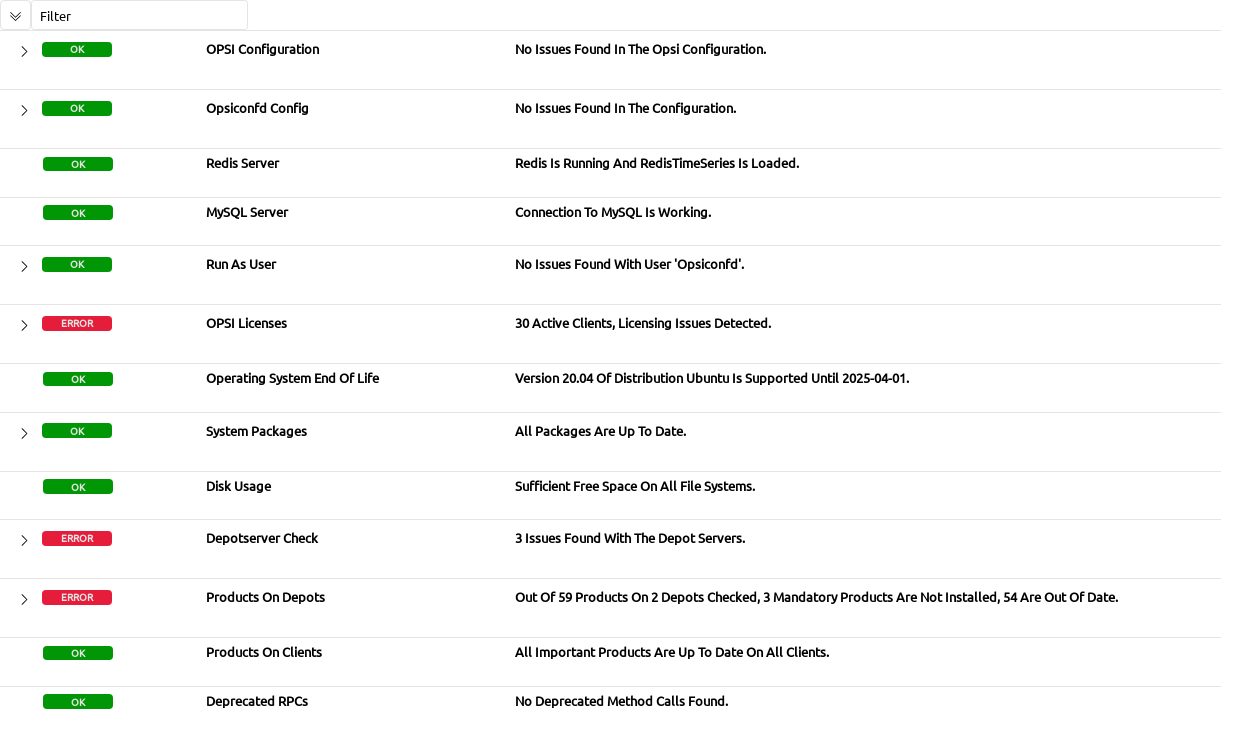 Filter
OK OPSI Configuration No Issues Found In The Opsi Configuration.
OK Opsiconfd Config No Issues Found In The Configuration.
OK Redis Server Redis Is Running And RedisTimeSeries Is Loaded.
OK MySQL Server Connection To MySQL Is Working.
OK Run As User No Issues Found With User 'Opsiconfd'.
ERROR OPSI Licenses 30 Active Clients, Licensing Issues Detected.
OK Operating System End Of Life Version 20.04 Of Distribution Ubuntu Is Supported Until 2025-04-01.
OK System Packages All Packages Are Up To Date.
OK Disk Usage Sufficient Free Space On All File Systems.
ERROR Depotserver Check 3 Issues Found With The Depot Servers.
ERROR Products On Depots Out Of 59 Products On 2 Depots Checked, 3 Mandatory Products Are Not Installed, 54 Are Out Of Date.
OK Products On Clients All Important Products Are Up To Date On All Clients.
OK Deprecated RPCs No Deprecated Method Calls Found.